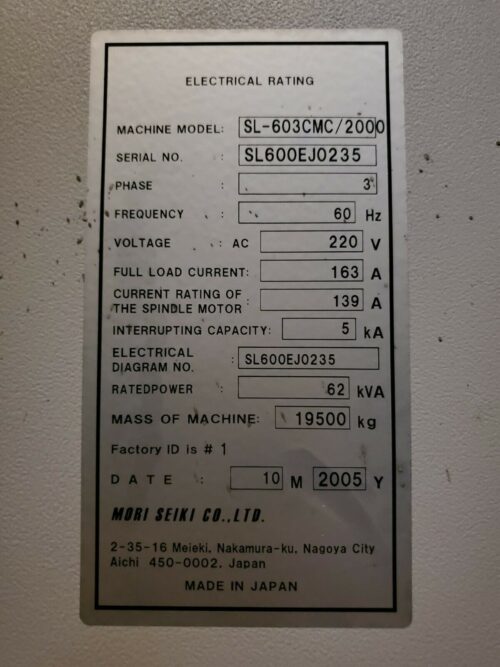 ELECTRICAL RATING
MACHINE MODEL: SL-603CMC/2000
SERIAL NO. : SL600EJ0235
PHASE : 3
FREQUENCY : 60 Hz
VOLTAGE : AC 220 V
FULL LOAD CURRENT: 163 A
CURRENT RATING OF
THE SPINDLE MOTOR : 139 A
INTERRUPTING CAPACITY: 5 kA
ELECTRICAL
DIAGRAM NO. : SL600EJ0235
RATEDPOWER : 62 kVA
MASS OF MACHINE: 19500 kg
Factory ID is # 1
DATE : 10 M 2005 Y
MORI SEIKI CO.,LTD.
2-35-16 Meieki, Nakamura-ku, Nagoya City
Aichi 450-0002, Japan
MADE IN JAPAN